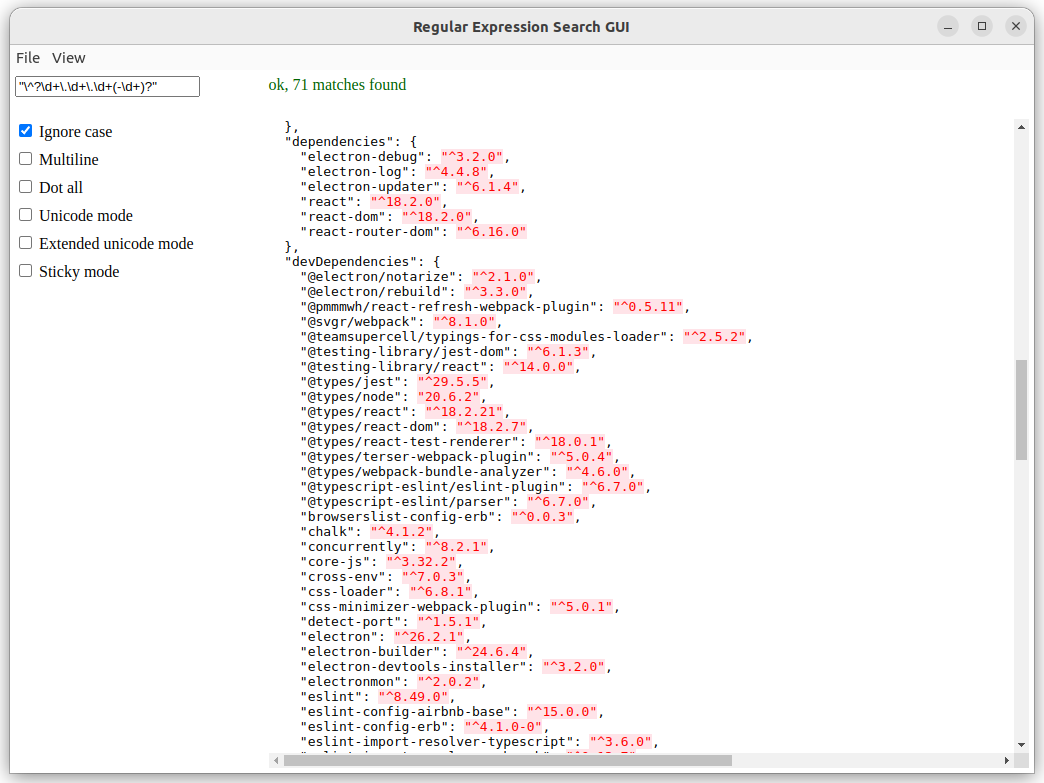 Regular Expression Search GUI
File View
"\^?\d+\.\d+\.\d+(-\d+)?"
ok, 71 matches found
Ignore case
Multiline
Dot all
Unicode mode
Extended unicode mode
Sticky mode
},
"dependencies": {
"electron-debug": "^3.2.0",
"electron-log": "^4.4.8",
"electron-updater": "^6.1.4",
"react": "^18.2.0",
"react-dom": "^18.2.0",
"react-router-dom": "^6.16.0"
},
"devDependencies": {
"@electron/notarize": "^2.1.0",
"@electron/rebuild": "^3.3.0",
"@pmmmwh/react-refresh-webpack-plugin": "^0.5.11",
"@svgr/webpack": "^8.1.0",
"@teamsupercell/typings-for-css-modules-loader": "^2.5.2",
"@testing-library/jest-dom": "^6.1.3",
"@testing-library/react": "^14.0.0",
"@types/jest": "^29.5.5",
"@types/node": "20.6.2",
"@types/react": "^18.2.21",
"@types/react-dom": "^18.2.7",
"@types/react-test-renderer": "^18.0.1",
"@types/terser-webpack-plugin": "^5.0.4",
"@types/webpack-bundle-analyzer": "^4.6.0",
"@typescript-eslint/eslint-plugin": "^6.7.0",
"@typescript-eslint/parser": "^6.7.0",
"browserslist-config-erb": "^0.0.3",
"chalk": "^4.1.2",
"concurrently": "^8.2.1",
"core-js": "^3.32.2",
"cross-env": "^7.0.3",
"css-loader": "^6.8.1",
"css-minimizer-webpack-plugin": "^5.0.1",
"detect-port": "^1.5.1",
"electron": "^26.2.1",
"electron-builder": "^24.6.4",
"electron-devtools-installer": "^3.2.0",
"electronmon": "^2.0.2",
"eslint": "^8.49.0",
"eslint-config-airbnb-base": "^15.0.0",
"eslint-config-erb": "^4.1.0-0",
"eslint-import-resolver-typescript": "^3.6.0",